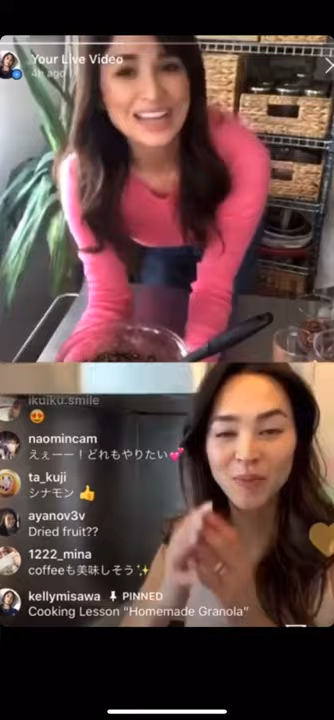 Your Live Video
4h ago
ikuiku.smile
😍
naomincam
えぇーー！どれもやりたい💕
ta_kuji
シナモン 👍
ayanov3v
Dried fruit??
1222_mina
coffeeも美味しそう✨
kellymisawa PINNED
Cooking Lesson "Homemade Granola"